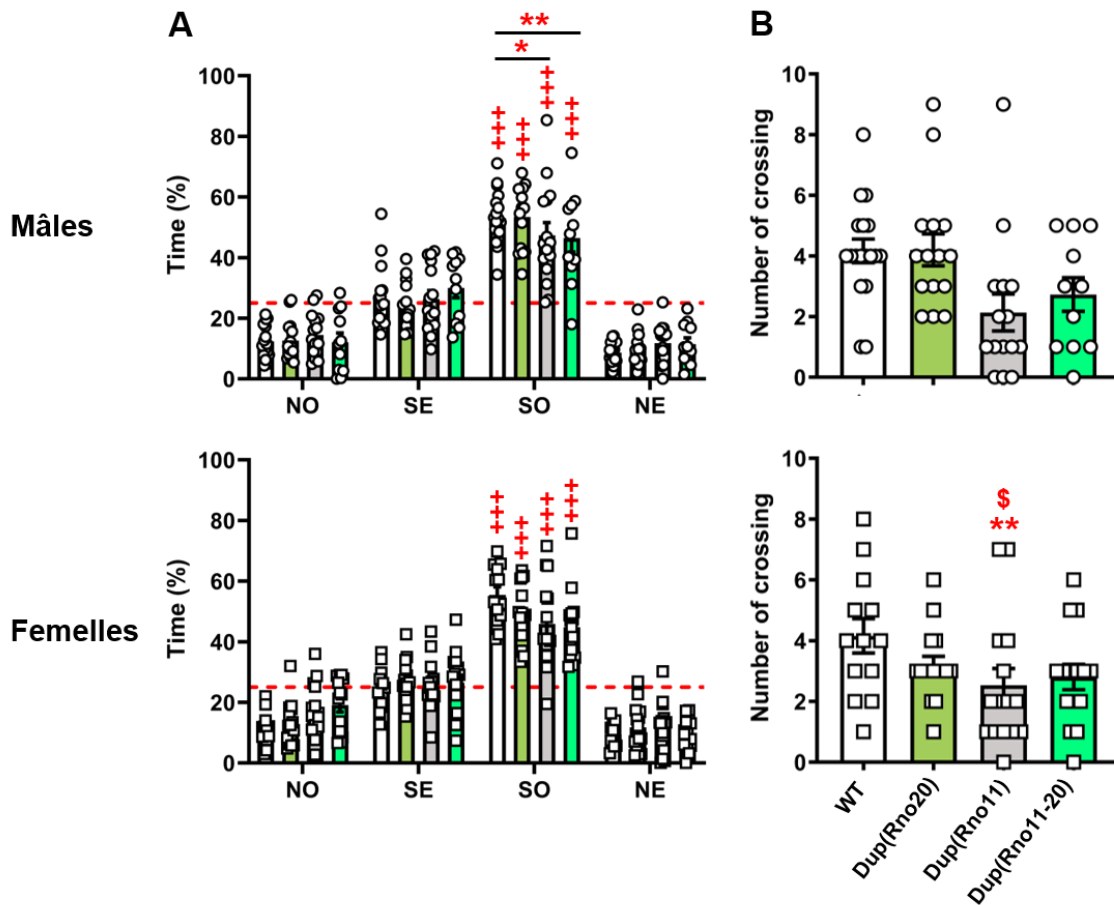 A
B
Mâles
Time (%)
100
80
60
40
20
0
**
*
+++
+++
+++
+++
NO
SE
SO
NE
Number of crossing
10
8
6
4
2
0
Femelles
Time (%)
100
80
60
40
20
0
+++
+++
+++
+++
NO
SE
SO
NE
Number of crossing
10
8
6
4
2
0
$
**
WT
Dup(Rno20)
Dup(Rno11)
Dup(Rno11-20)